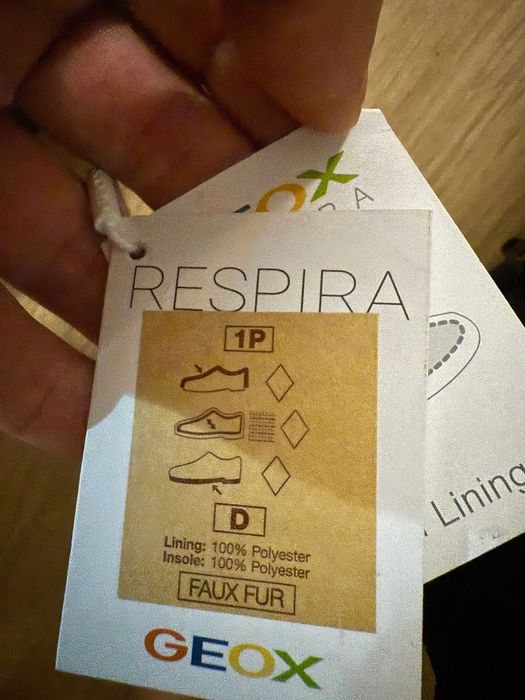 RESPIRA
1P
D
Lining: 100% Polyester
Insole: 100% Polyester
FAUX FUR
GEOX
Lining